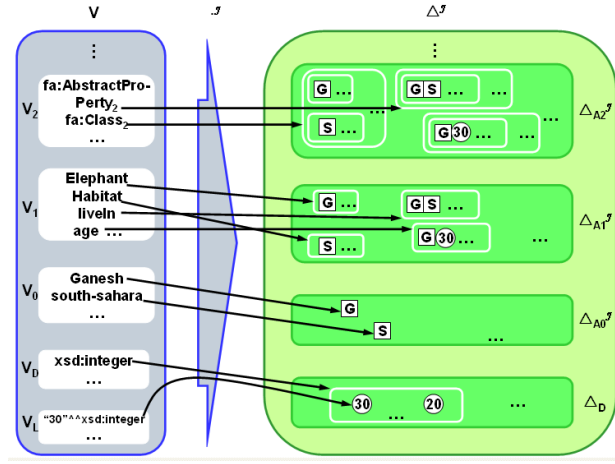 V .ℐ Δℐ
⋮ ⋮
V2 fa:AbstractPro-
Perty2
fa:Class2
...
G ... ... G S ... ...
S ... G 30 ... ... ...
ΔA2ℐ
V1 Elephant
Habitat
liveIn
age ...
G ... G S ...
S ... G 30 ... ...
ΔA1ℐ
V0 Ganesh
south-sahara
...
G
S ...
ΔA0ℐ
VD xsd:integer
...
VL "30"^^xsd:integer
...
30 ... 20 ...
ΔD